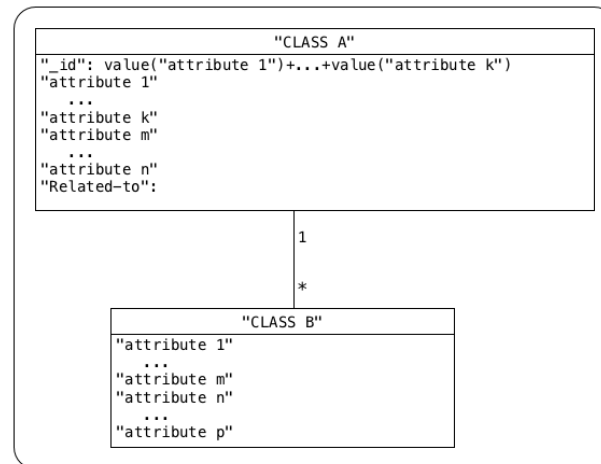 "CLASS A"
"_id": value("attribute 1")+...+value("attribute k")
"attribute 1"
...
"attribute k"
"attribute m"
...
"attribute n"
"Related-to":
1
*
"CLASS B"
"attribute 1"
...
"attribute m"
"attribute n"
...
"attribute p"